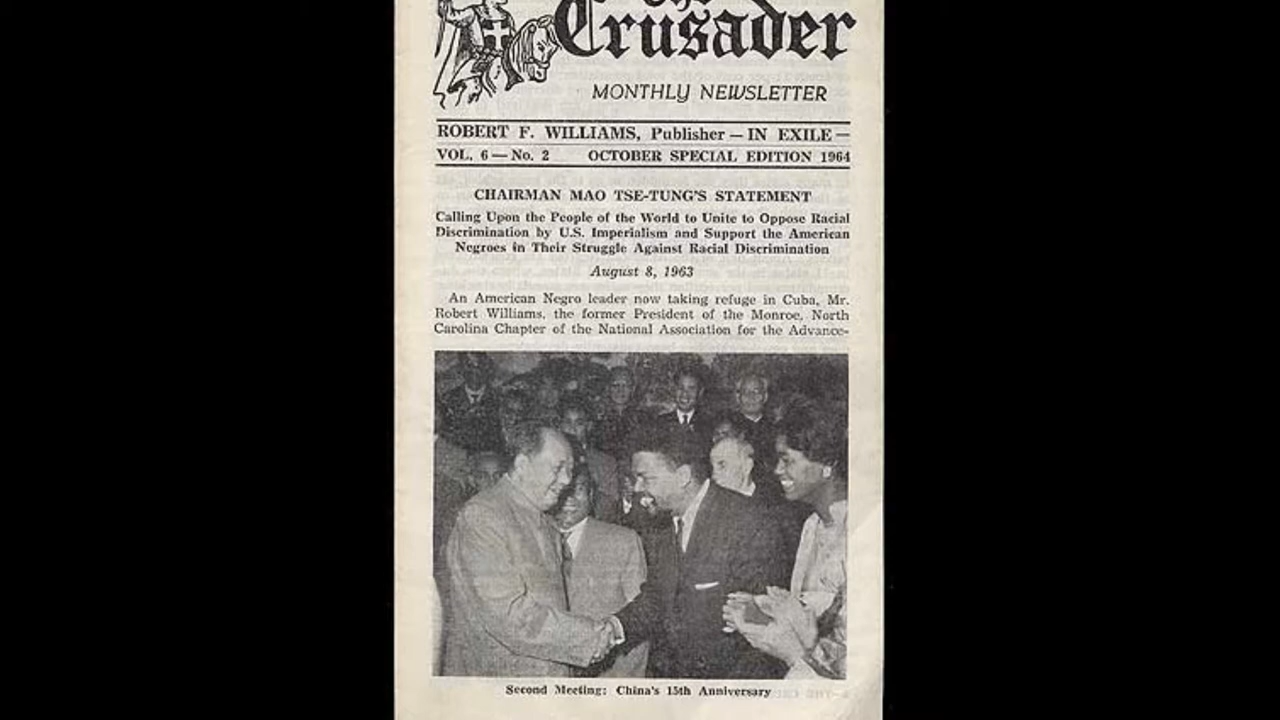 The
Crusader
MONTHLY NEWSLETTER
ROBERT F. WILLIAMS, Publisher — IN EXILE —
VOL. 6 — No. 2 OCTOBER SPECIAL EDITION 1964
CHAIRMAN MAO TSE-TUNG'S STATEMENT
Calling Upon the People of the World to Unite to Oppose Racial
Discrimination by U.S. Imperialism and Support the American
Negroes in Their Struggle Against Racial Discrimination
August 8, 1963
An American Negro leader now taking refuge in Cuba, Mr.
Robert Williams, the former President of the Monroe, North
Carolina Chapter of the National Association for the Advance-
Second Meeting: China's 15th Anniversary